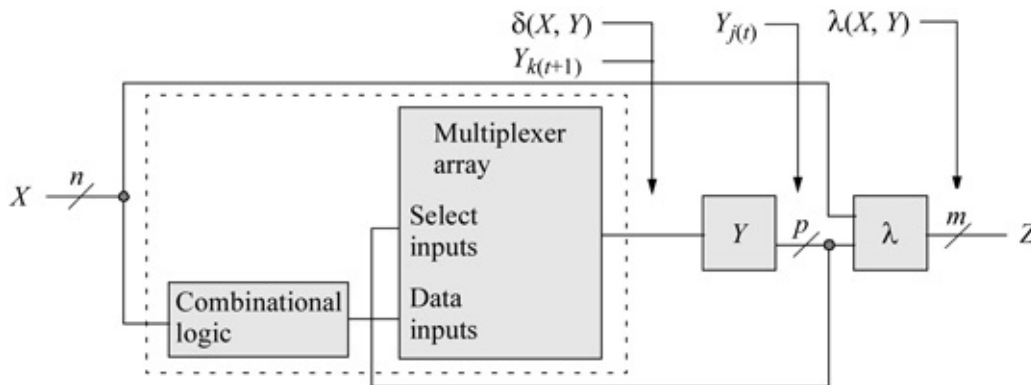 δ(X, Y)
Y_{k(t+1)}
Y_{j(t)}
λ(X, Y)
Multiplexer
array
X
n
Select
inputs
Y
p
λ
m
Z
Combinational
logic
Data
inputs